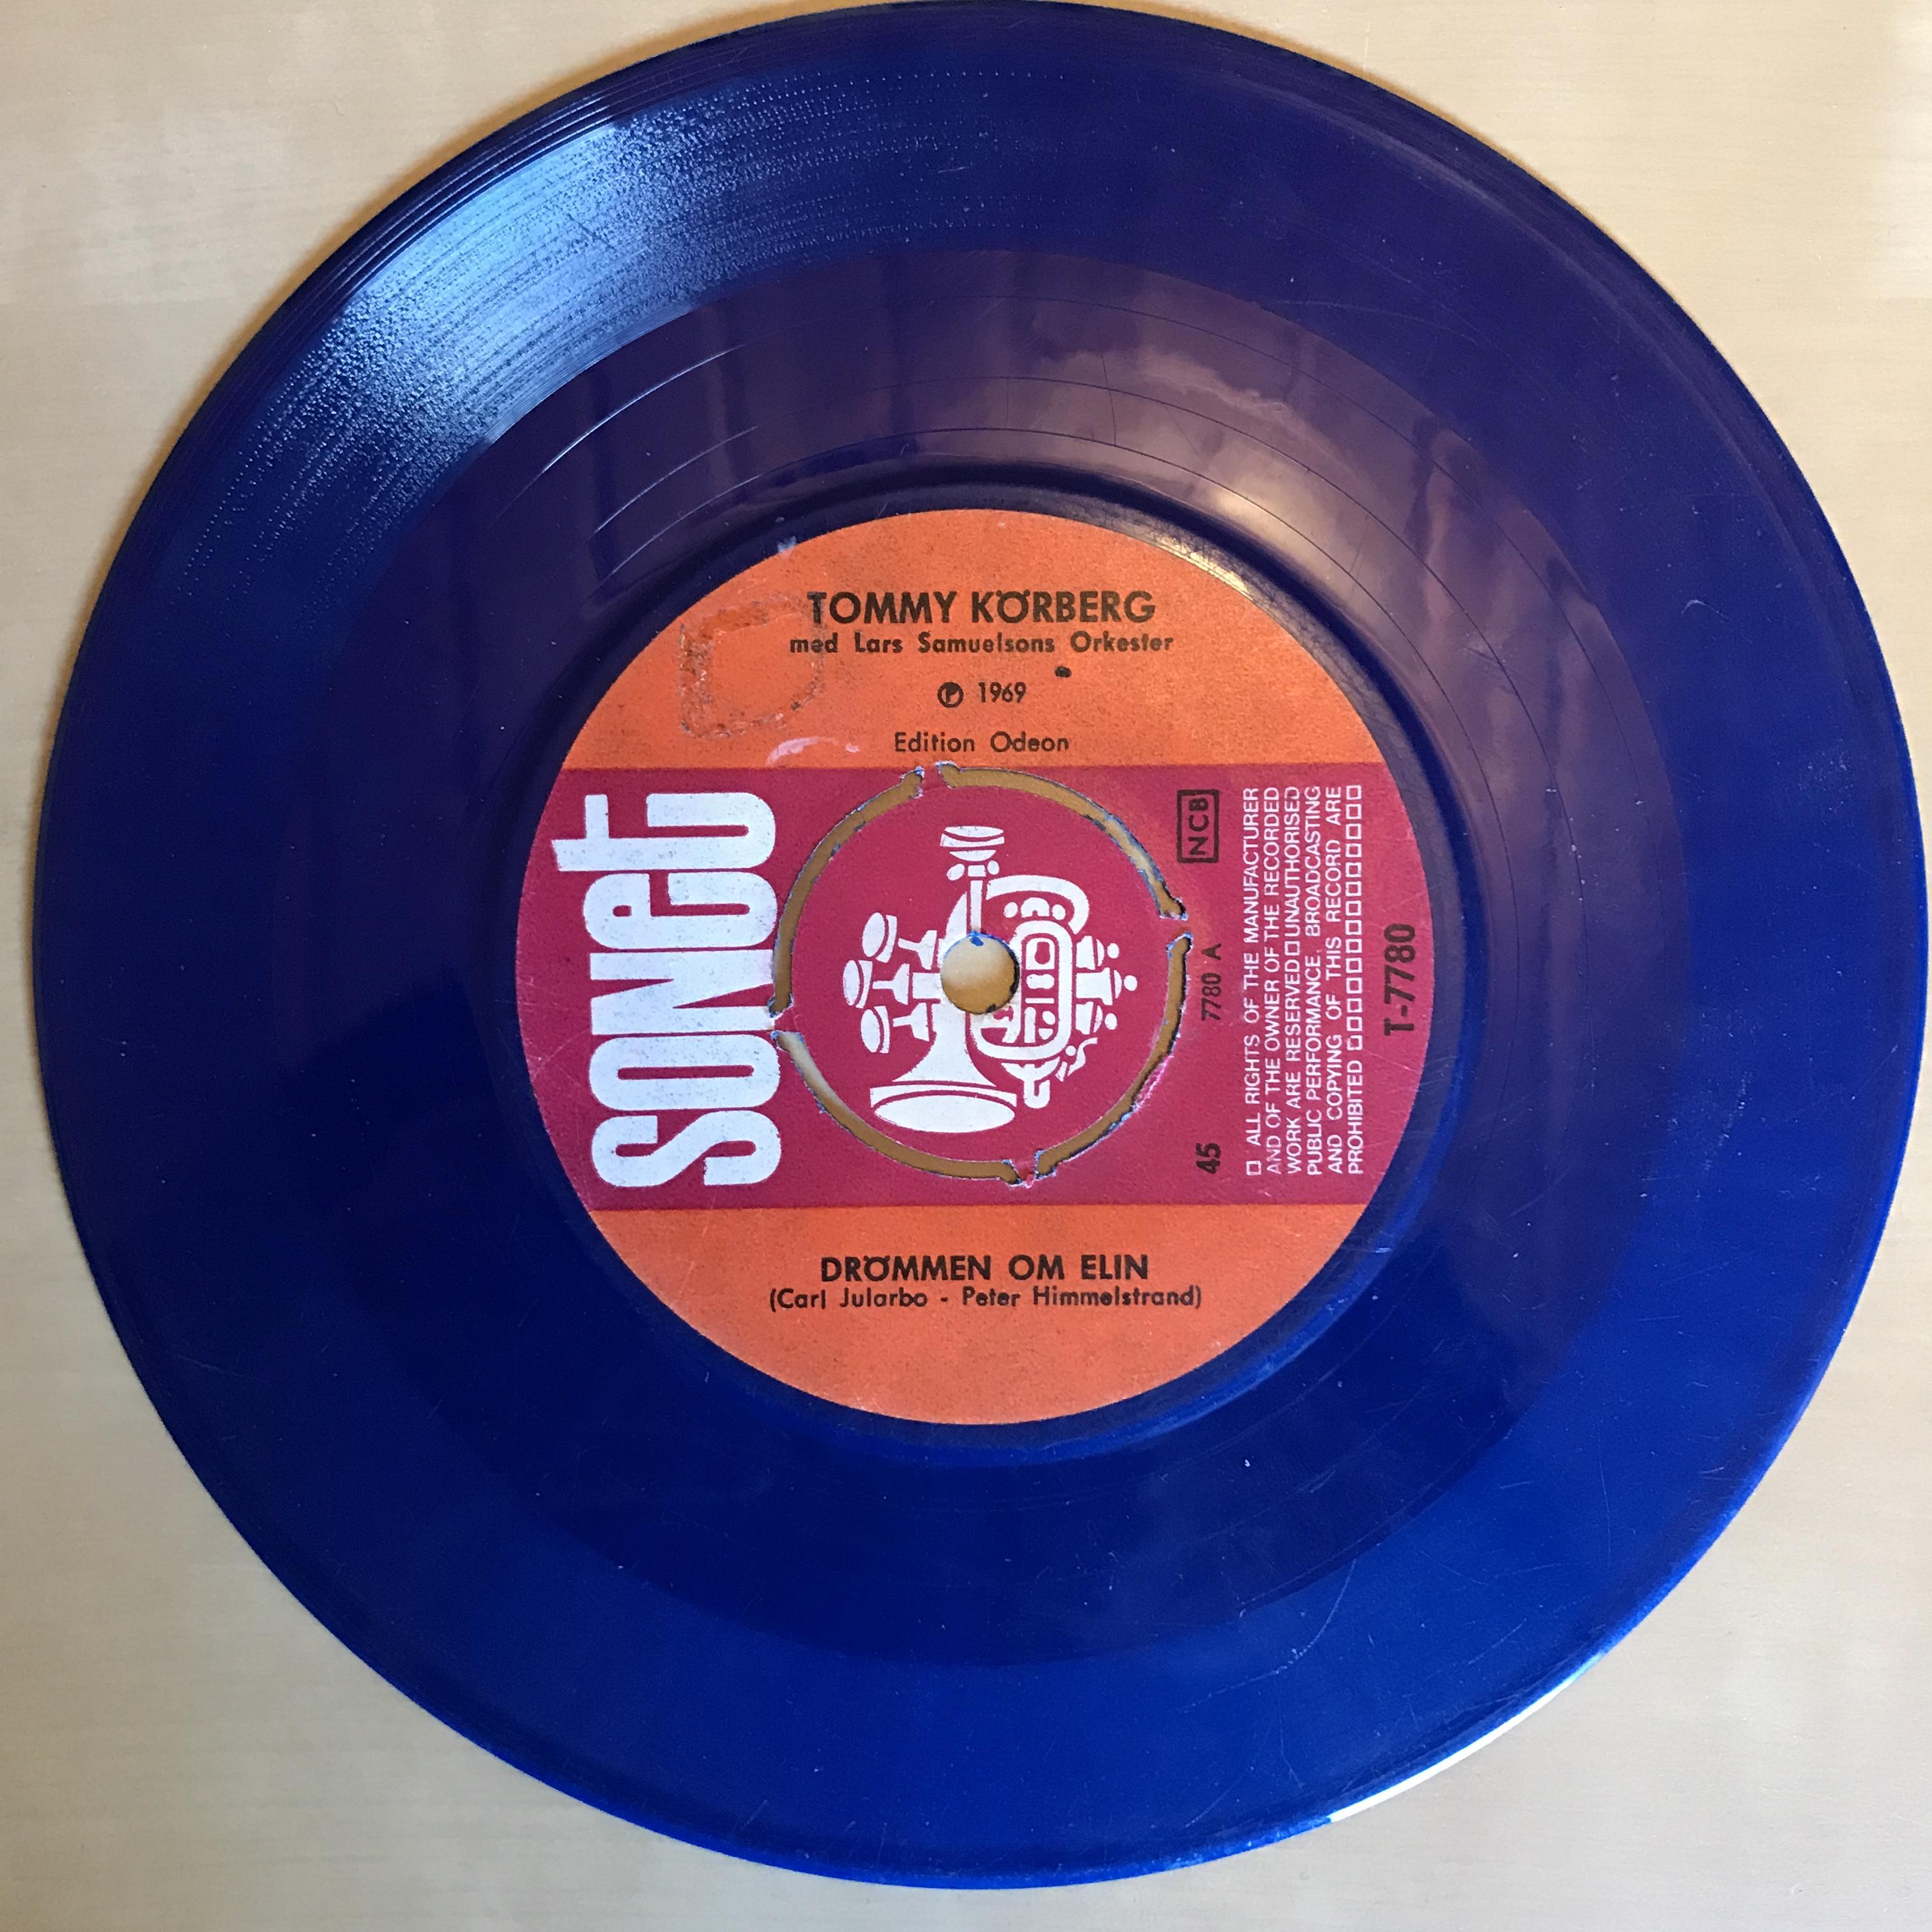 TOMMY KÖRBERG
med Lars Samuelsons Orkester
Ⓟ 1969
Edition Odeon
SONET
NCB
7780 A
45
□ ALL RIGHTS OF THE MANUFACTURER
AND OF THE OWNER OF THE RECORDED
WORK ARE RESERVED □ UNAUTHORISED
PUBLIC PERFORMANCE, BROADCASTING
AND COPYING OF THIS RECORD ARE
PROHIBITED □□□□□□□□□□□□□
T-7780
DRÖMMEN OM ELIN
(Carl Jularbo - Peter Himmelstrand)